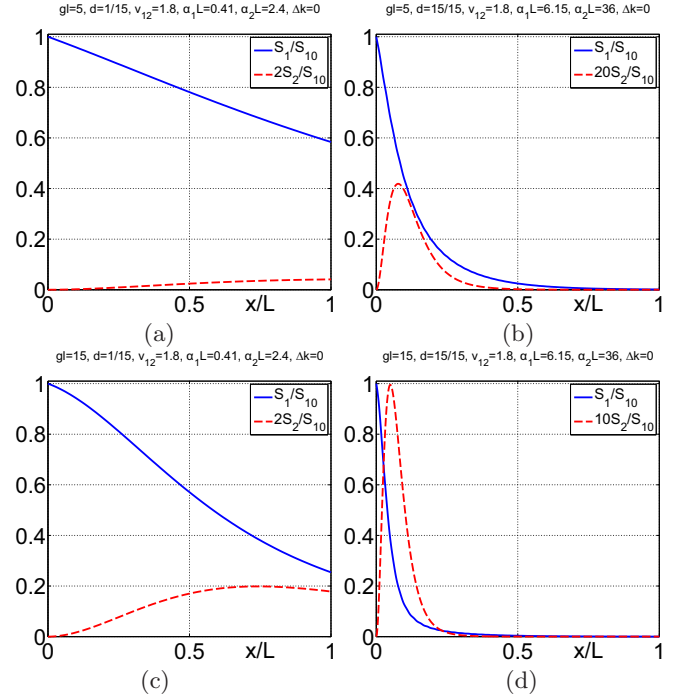 gl=5, d=1/15, v₁₂=1.8, α₁L=0.41, α₂L=2.4, Δk=0
1
0.8
0.6
0.4
0.2
0
0
0.5
x/L
1
S₁/S₁₀
2S₂/S₁₀
(a)
gl=5, d=15/15, v₁₂=1.8, α₁L=6.15, α₂L=36, Δk=0
1
0.8
0.6
0.4
0.2
0
0
0.5
x/L
1
S₁/S₁₀
20S₂/S₁₀
(b)
gl=15, d=1/15, v₁₂=1.8, α₁L=0.41, α₂L=2.4, Δk=0
1
0.8
0.6
0.4
0.2
0
0
0.5
x/L
1
S₁/S₁₀
2S₂/S₁₀
(c)
gl=15, d=15/15, v₁₂=1.8, α₁L=6.15, α₂L=36, Δk=0
1
0.8
0.6
0.4
0.2
0
0
0.5
x/L
1
S₁/S₁₀
10S₂/S₁₀
(d)